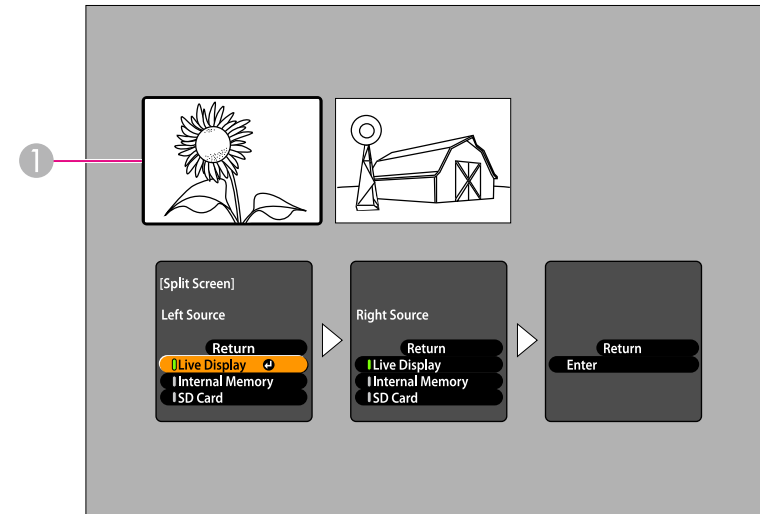 1
[Split Screen]
Left Source
Return
Live Display
Internal Memory
SD Card
Right Source
Return
Live Display
Internal Memory
SD Card
Return
Enter